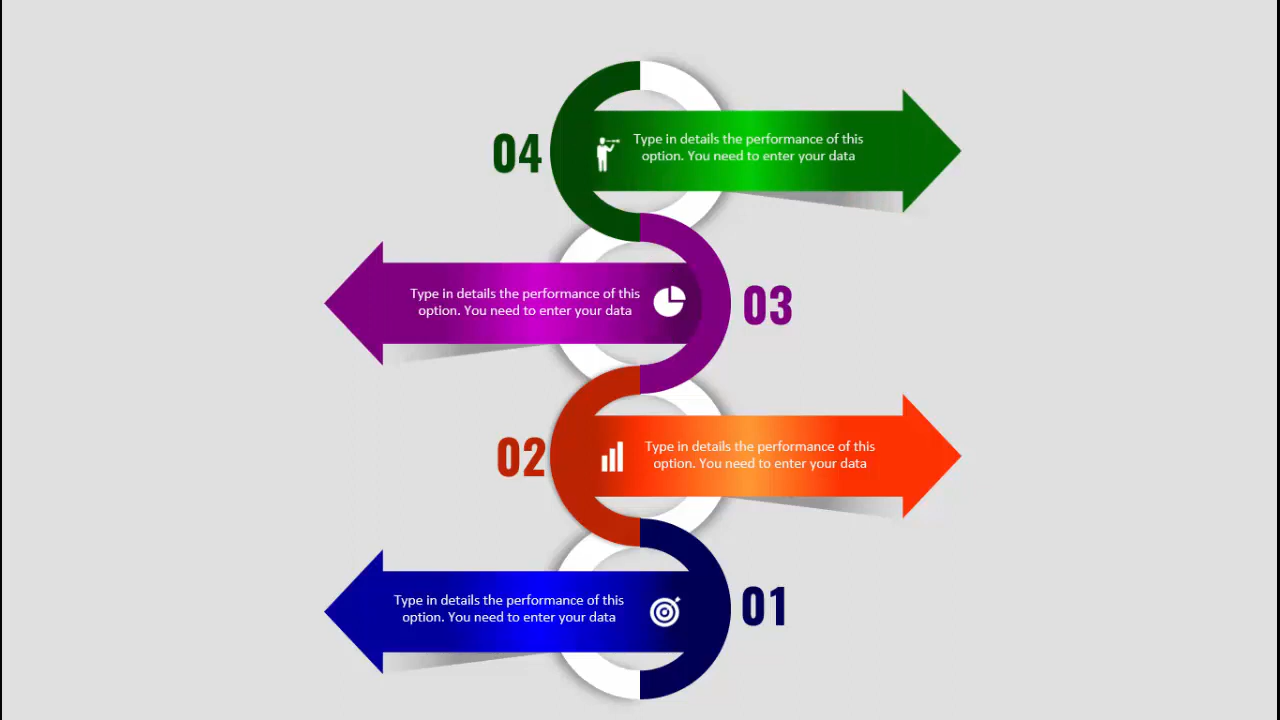 04
Type in details the performance of this
option. You need to enter your data
Type in details the performance of this
option. You need to enter your data
03
02
Type in details the performance of this
option. You need to enter your data
Type in details the performance of this
option. You need to enter your data
01